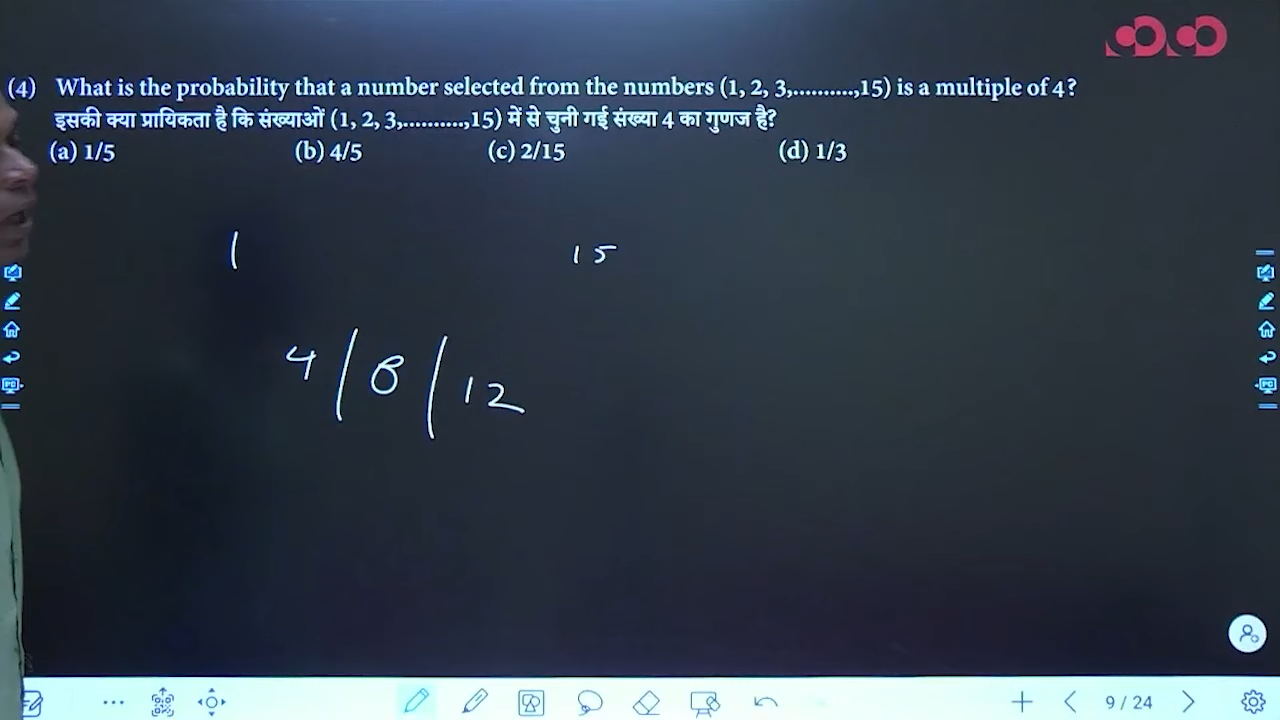 (4) What is the probability that a number selected from the numbers (1, 2, 3,..........,15) is a multiple of 4?
इसकी क्या प्रायिकता है कि संख्याओं (1, 2, 3,..........,15) में से चुनी गई संख्या 4 का गुणज है?
(a) 1/5 (b) 4/5 (c) 2/15 (d) 1/3
1 15
4 / 8 / 12
9 / 24